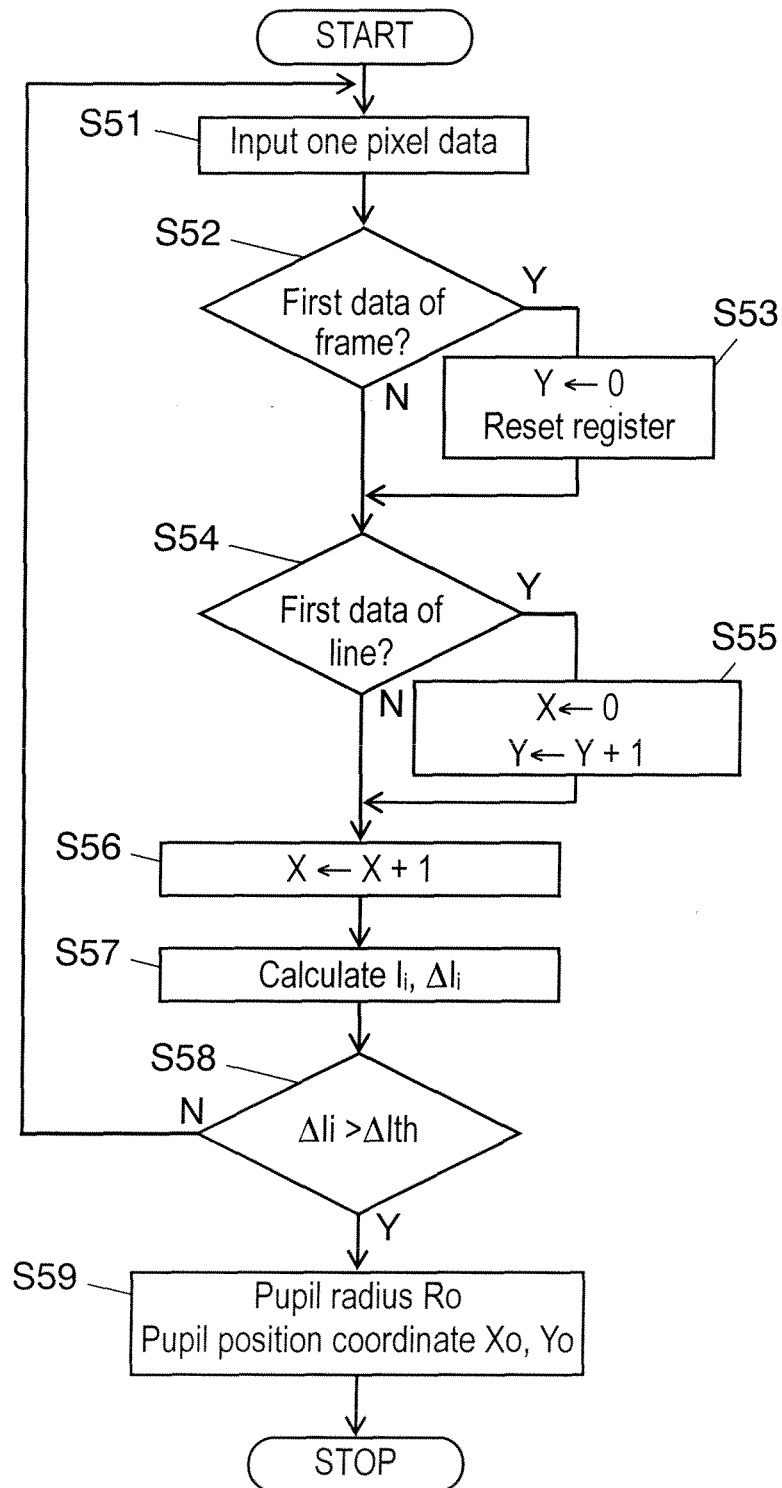 START
S51
Input one pixel data
S52
First data of
frame?
Y
N
S53
Y ← 0
Reset register
S54
First data of
line?
Y
N
S55
X ← 0
Y ← Y + 1
S56
X ← X + 1
S57
Calculate Iᵢ, ΔIᵢ
S58
ΔIi >ΔIth
N
Y
S59
Pupil radius Ro
Pupil position coordinate Xo, Yo
STOP